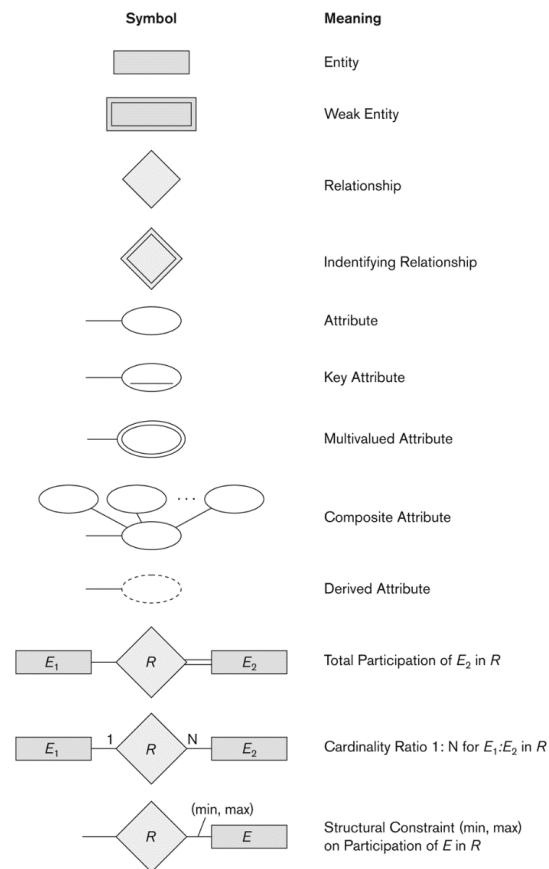 Symbol Meaning
Entity
Weak Entity
Relationship
Indentifying Relationship
Attribute
Key Attribute
Multivalued Attribute
· · ·
Composite Attribute
Derived Attribute
E₁ R E₂ Total Participation of E₂ in R
E₁ 1 R N E₂ Cardinality Ratio 1: N for E₁:E₂ in R
(min, max)
R E Structural Constraint (min, max)
on Participation of E in R